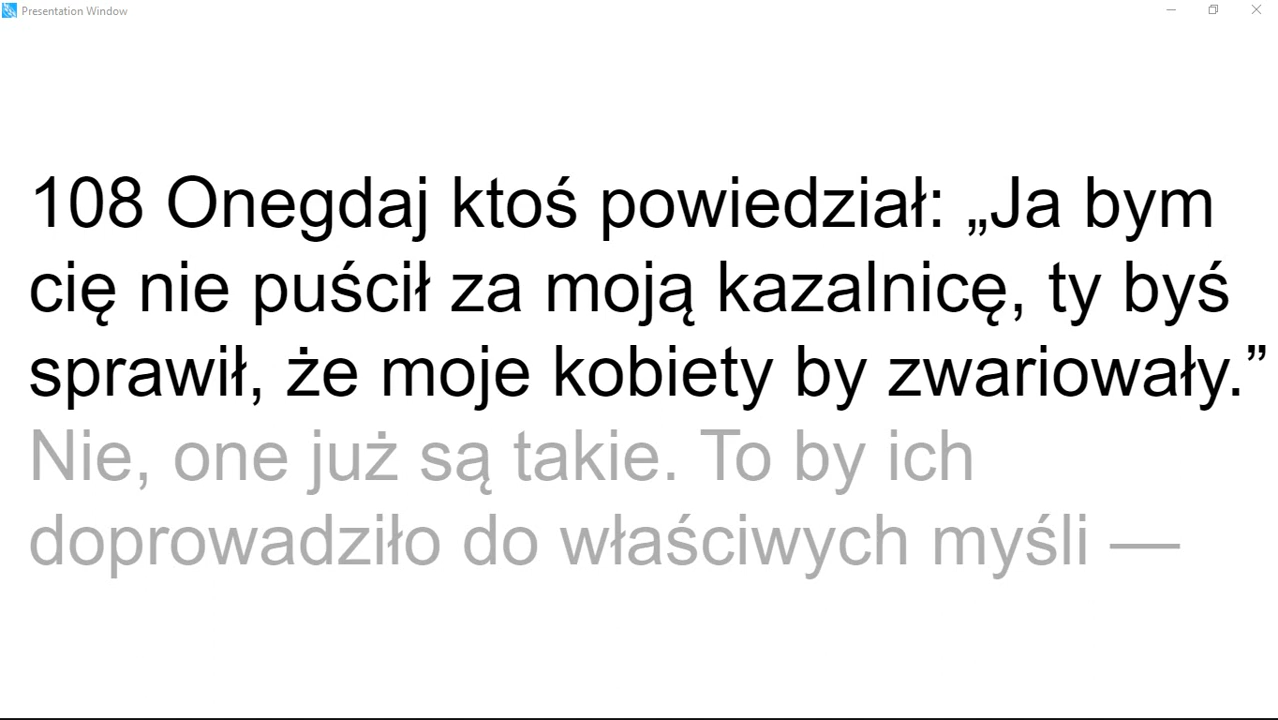 Presentation Window
108 Onegdaj ktoś powiedział: „Ja bym
cię nie puścił za moją kazalnicę, ty byś
sprawił, że moje kobiety by zwariowały.”
Nie, one już są takie. To by ich
doprowadziło do właściwych myśli —